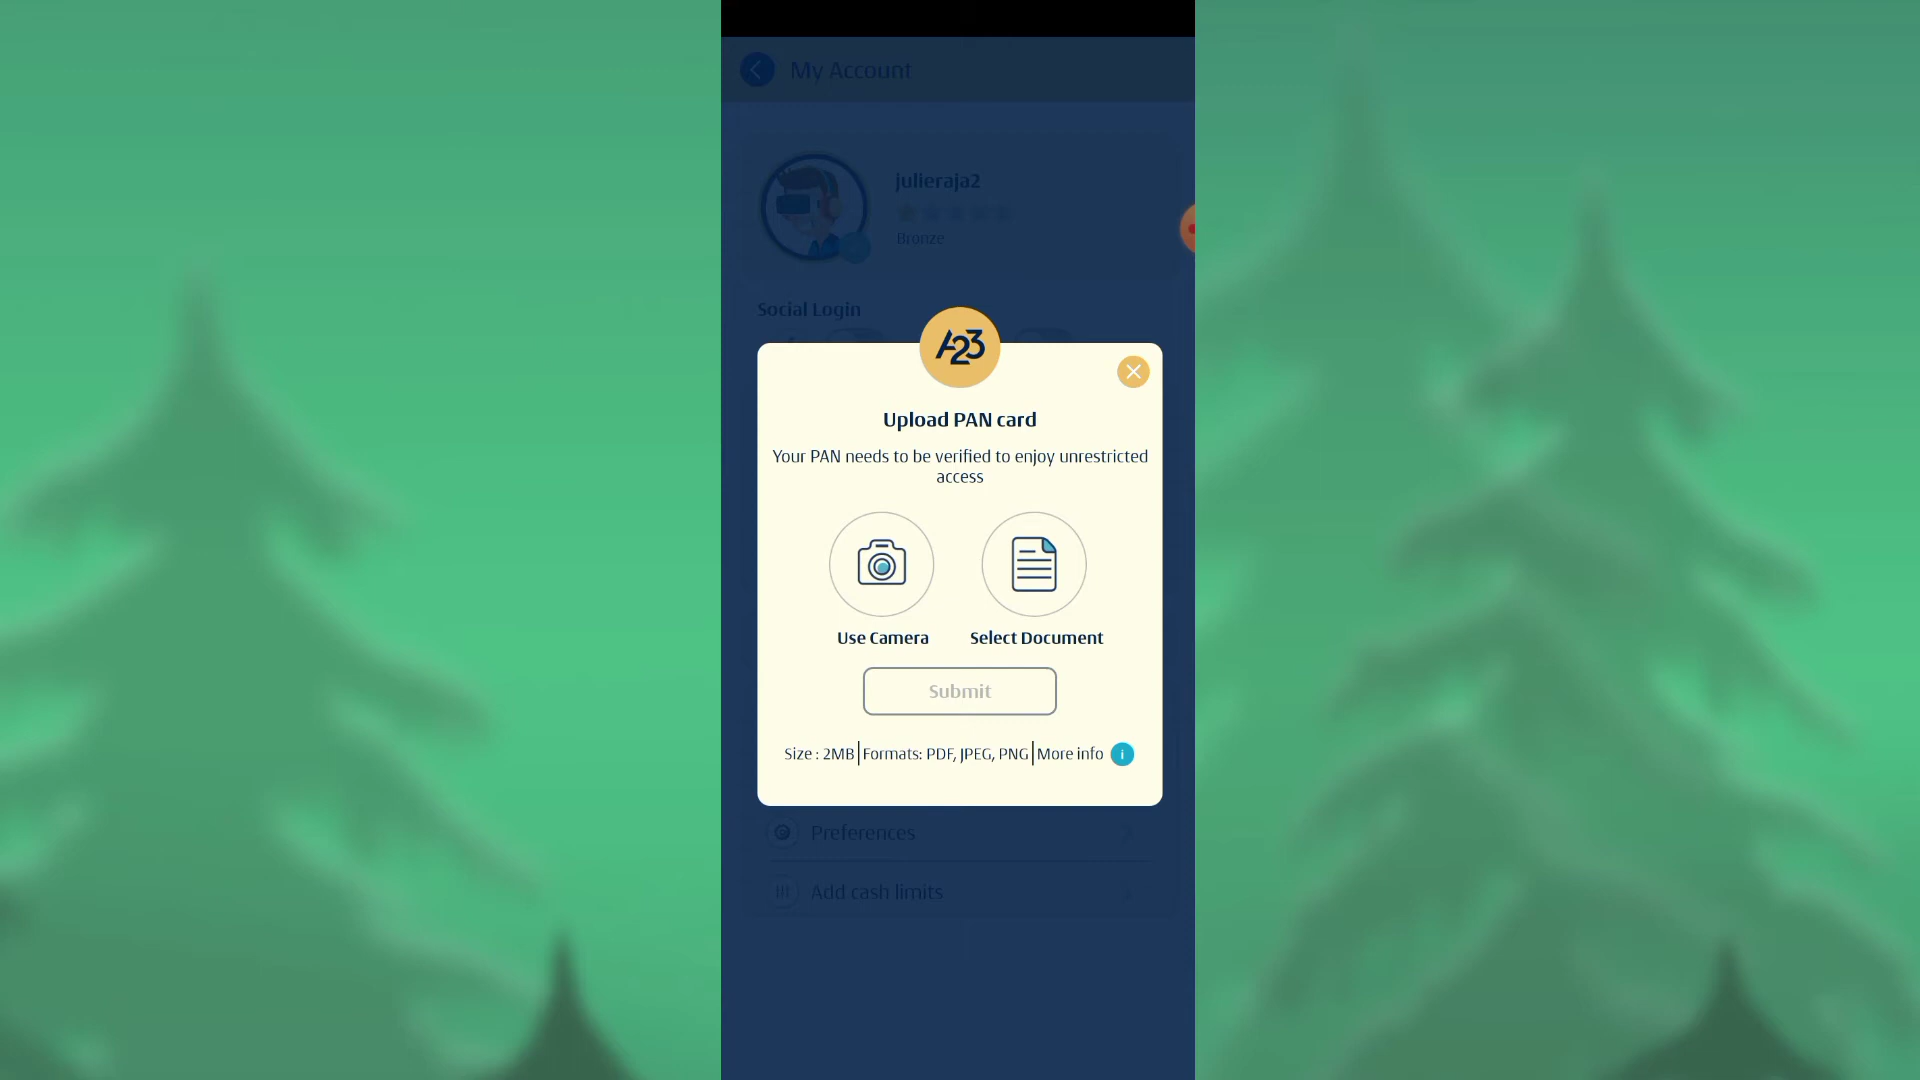 My Account
julieraja2
Bronze
Social Login
A23
Upload PAN card
Your PAN needs to be verified to enjoy unrestricted
access
Use Camera
Select Document
Submit
Size : 2MB|Formats: PDF, JPEG, PNG|More info i
Preferences
Add cash limits